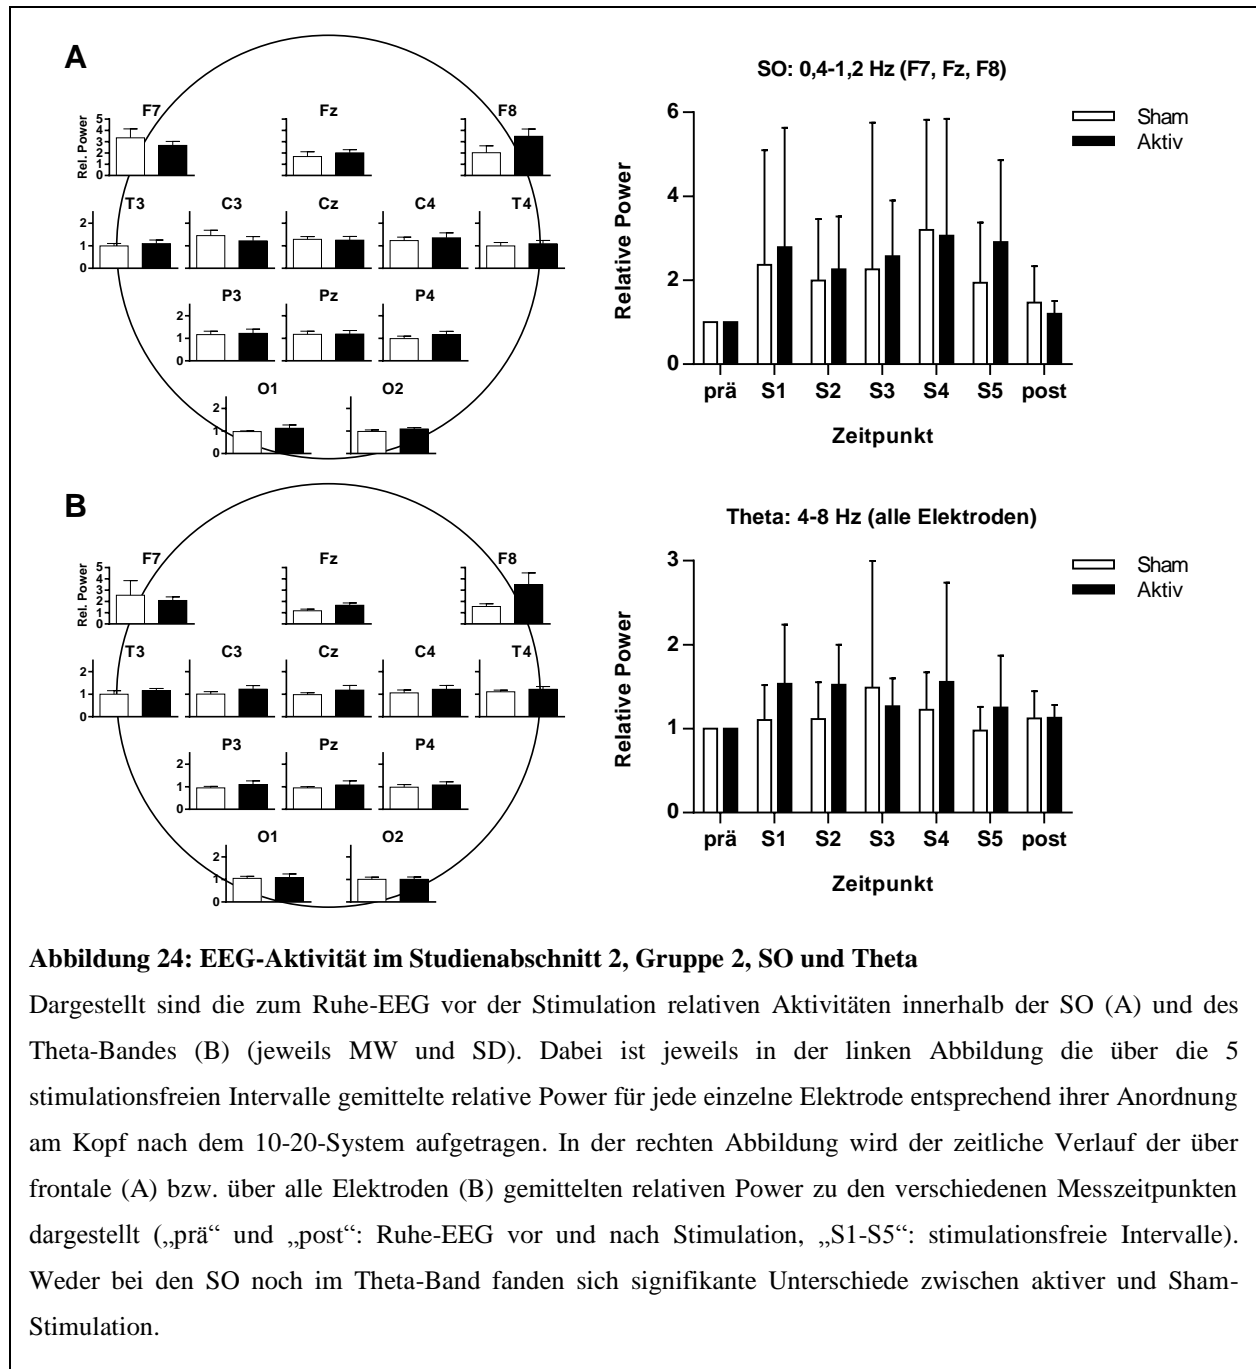 A
SO: 0,4-1,2 Hz (F7, Fz, F8)
F7
Fz
F8
Rel. Power
5
4
3
2
1
0
T3
C3
Cz
C4
T4
2
1
0
P3
Pz
P4
2
1
0
O1
O2
2
1
0
Relative Power
6
4
2
0
Sham
Aktiv
prä S1 S2 S3 S4 S5 post
Zeitpunkt
B
Theta: 4-8 Hz (alle Elektroden)
F7
Fz
F8
Rel. Power
5
4
3
2
1
0
T3
C3
Cz
C4
T4
2
1
0
P3
Pz
P4
2
1
0
O1
O2
2
1
0
Relative Power
3
2
1
0
Sham
Aktiv
prä S1 S2 S3 S4 S5 post
Zeitpunkt
Abbildung 24: EEG-Aktivität im Studienabschnitt 2, Gruppe 2, SO und Theta
Dargestellt sind die zum Ruhe-EEG vor der Stimulation relativen Aktivitäten innerhalb der SO (A) und des
Theta-Bandes (B) (jeweils MW und SD). Dabei ist jeweils in der linken Abbildung die über die 5
stimulationsfreien Intervalle gemittelte relative Power für jede einzelne Elektrode entsprechend ihrer Anordnung
am Kopf nach dem 10-20-System aufgetragen. In der rechten Abbildung wird der zeitliche Verlauf der über
frontale (A) bzw. über alle Elektroden (B) gemittelten relativen Power zu den verschiedenen Messzeitpunkten
dargestellt („prä“ und „post“: Ruhe-EEG vor und nach Stimulation, „S1-S5“: stimulationsfreie Intervalle).
Weder bei den SO noch im Theta-Band fanden sich signifikante Unterschiede zwischen aktiver und Sham-
Stimulation.